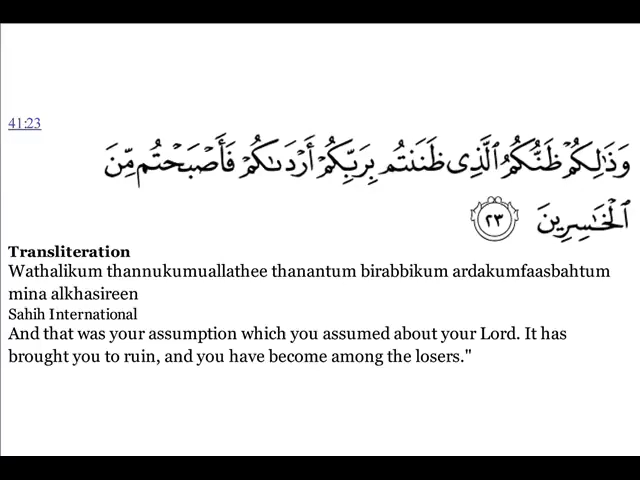 41:23
وَذَٰلِكُمْ ظَنُّكُمُ ٱلَّذِى ظَنَنتُم بِرَبِّكُمْ أَرْدَىٰكُمْ فَأَصْبَحْتُم مِّنَ
ٱلْخَٰسِرِينَ ٢٣
Transliteration
Wathalikum thannukumuallathee thanantum birabbikum ardakumfaasbahtum
mina alkhasireen
Sahih International
And that was your assumption which you assumed about your Lord. It has
brought you to ruin, and you have become among the losers."